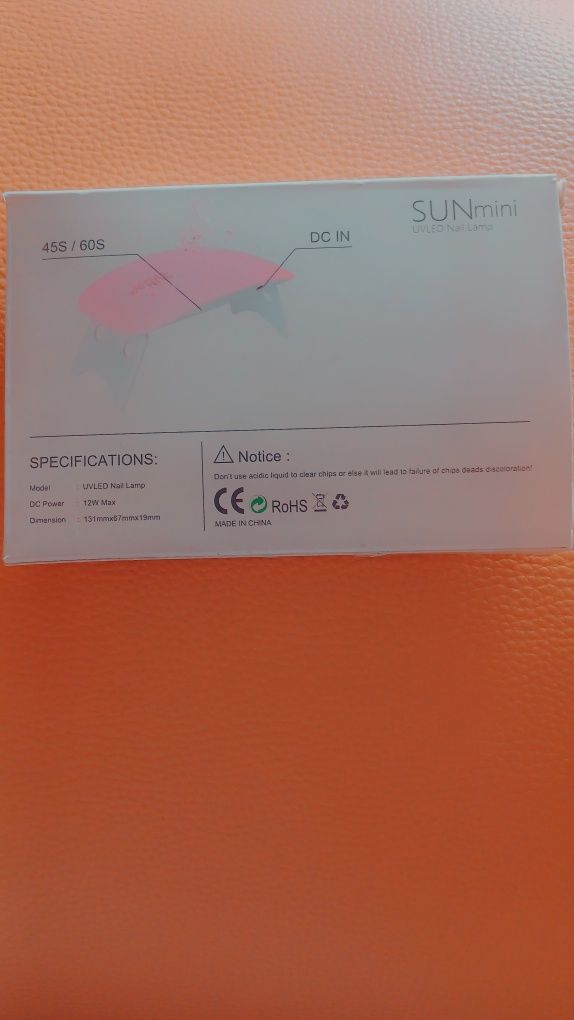 SUNmini
UVLED Nail Lamp
45S / 60S
DC IN
SPECIFICATIONS:
Model : UVLED Nail Lamp
DC Power : 12W Max
Dimension : 131mmx67mmx19mm
Notice :
Don't use acidic liquid to clear chips or else it will lead to failure of chips deads discoloration!
CE RoHS
MADE IN CHINA